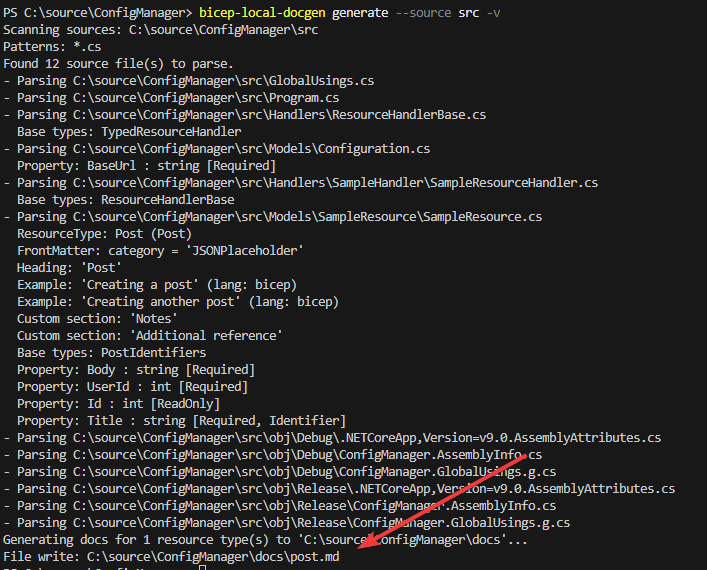 PS C:\source\ConfigManager> bicep-local-docgen generate --source src -v
Scanning sources: C:\source\ConfigManager\src
Patterns: *.cs
Found 12 source file(s) to parse.
- Parsing C:\source\ConfigManager\src\GlobalUsings.cs
- Parsing C:\source\ConfigManager\src\Program.cs
- Parsing C:\source\ConfigManager\src\Handlers\ResourceHandlerBase.cs
  Base types: TypedResourceHandler
- Parsing C:\source\ConfigManager\src\Models\Configuration.cs
  Property: BaseUrl : string [Required]
- Parsing C:\source\ConfigManager\src\Handlers\SampleHandler\SampleResourceHandler.cs
  Base types: ResourceHandlerBase
- Parsing C:\source\ConfigManager\src\Models\SampleResource\SampleResource.cs
  ResourceType: Post (Post)
  FrontMatter: category = 'JSONPlaceholder'
  Heading: 'Post'
  Example: 'Creating a post' (lang: bicep)
  Example: 'Creating another post' (lang: bicep)
  Custom section: 'Notes'
  Custom section: 'Additional reference'
  Base types: PostIdentifiers
  Property: Body : string [Required]
  Property: UserId : int [Required]
  Property: Id : int [ReadOnly]
  Property: Title : string [Required, Identifier]
- Parsing C:\source\ConfigManager\src\obj\Debug\.NETCoreApp,Version=v9.0.AssemblyAttributes.cs
- Parsing C:\source\ConfigManager\src\obj\Debug\ConfigManager.AssemblyInfo.cs
- Parsing C:\source\ConfigManager\src\obj\Debug\ConfigManager.GlobalUsings.g.cs
- Parsing C:\source\ConfigManager\src\obj\Release\.NETCoreApp,Version=v9.0.AssemblyAttributes.cs
- Parsing C:\source\ConfigManager\src\obj\Release\ConfigManager.AssemblyInfo.cs
- Parsing C:\source\ConfigManager\src\obj\Release\ConfigManager.GlobalUsings.g.cs
Generating docs for 1 resource type(s) to 'C:\source\ConfigManager\docs'...
File write: C:\source\ConfigManager\docs\post.md